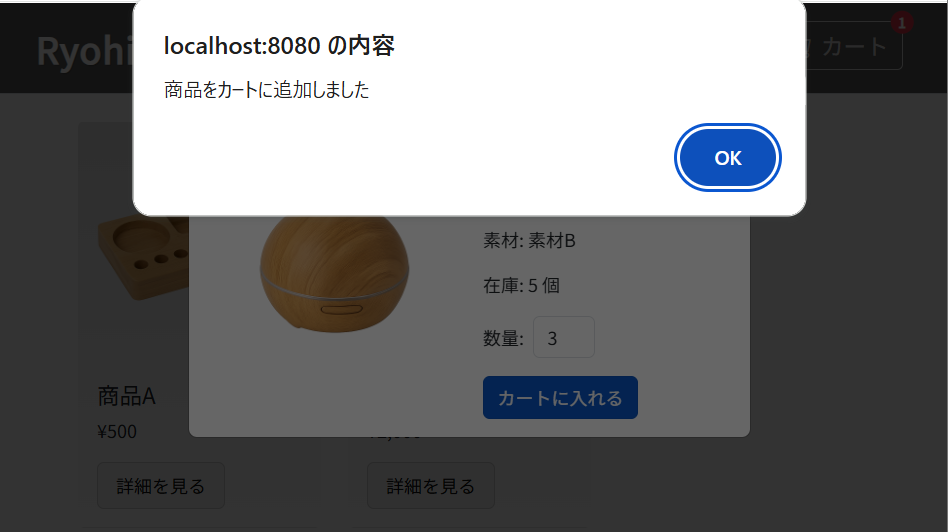 localhost:8080 の内容
商品をカートに追加しました
OK
Ryohi
カート
1
素材: 素材B
在庫: 5 個
数量: 3
カートに入れる
商品A
¥500
詳細を見る
詳細を見る